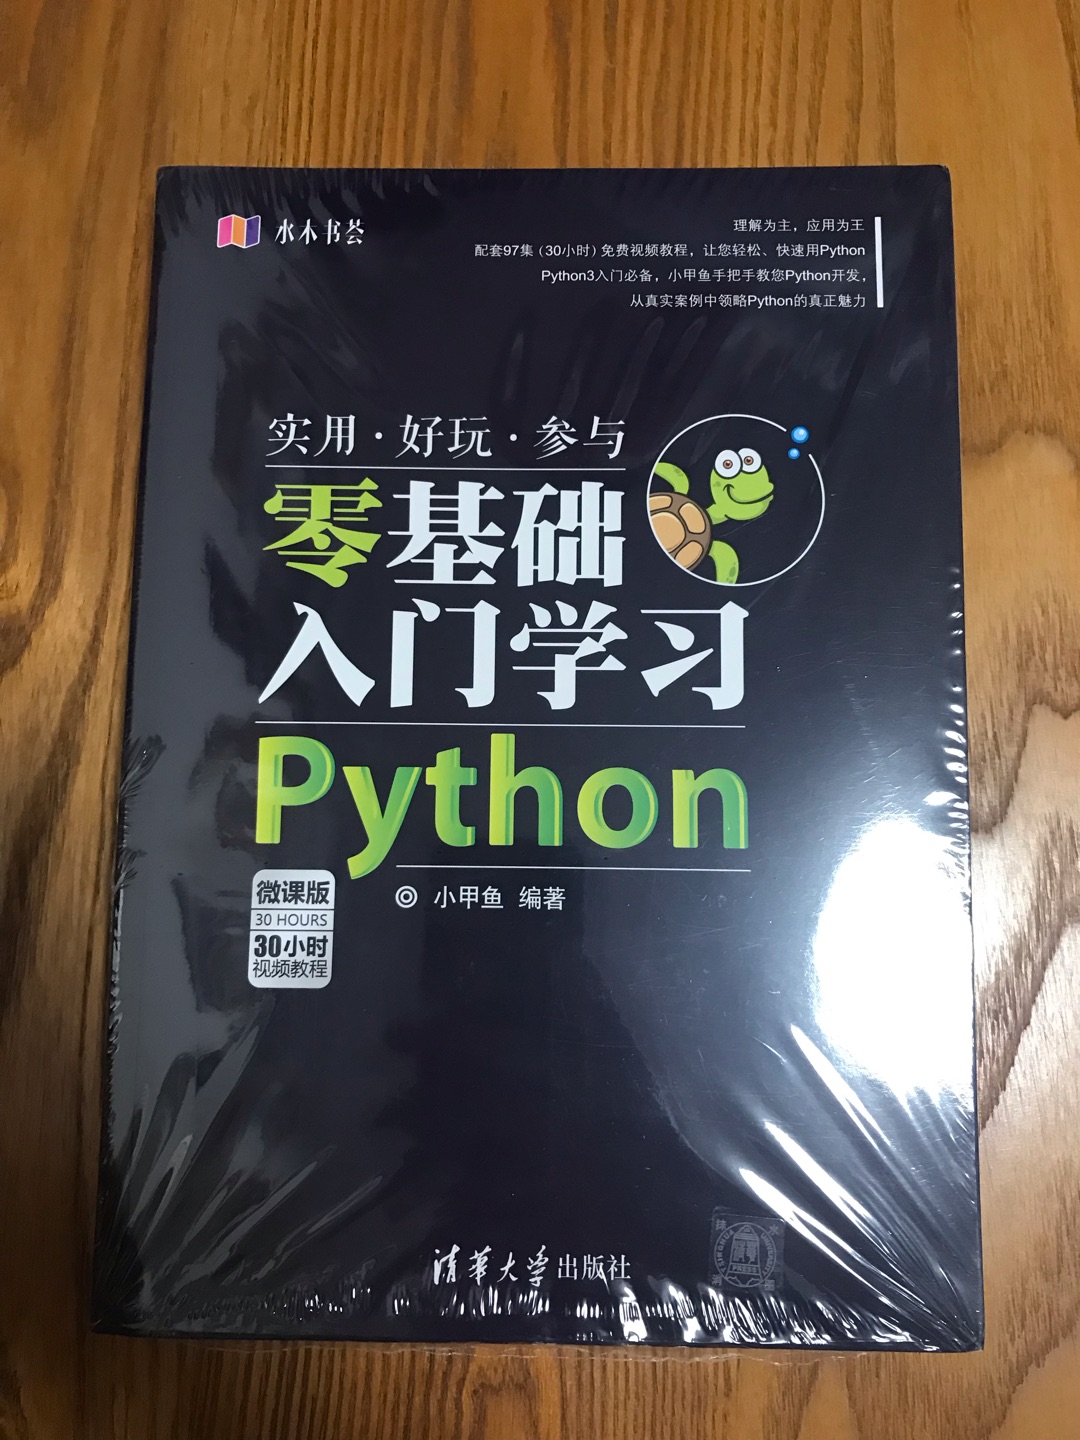 水木书荟
理解为主，应用为王
配套97集（30小时）免费视频教程，让您轻松、快速用Python
Python3入门必备，小甲鱼手把手教您Python开发，
从真实案例中领略Python的真正魅力
实用·好玩·参与
零基础
入门学习
Python
小甲鱼 编著
微课版
30 HOURS
30小时
视频教程
清华大学出版社